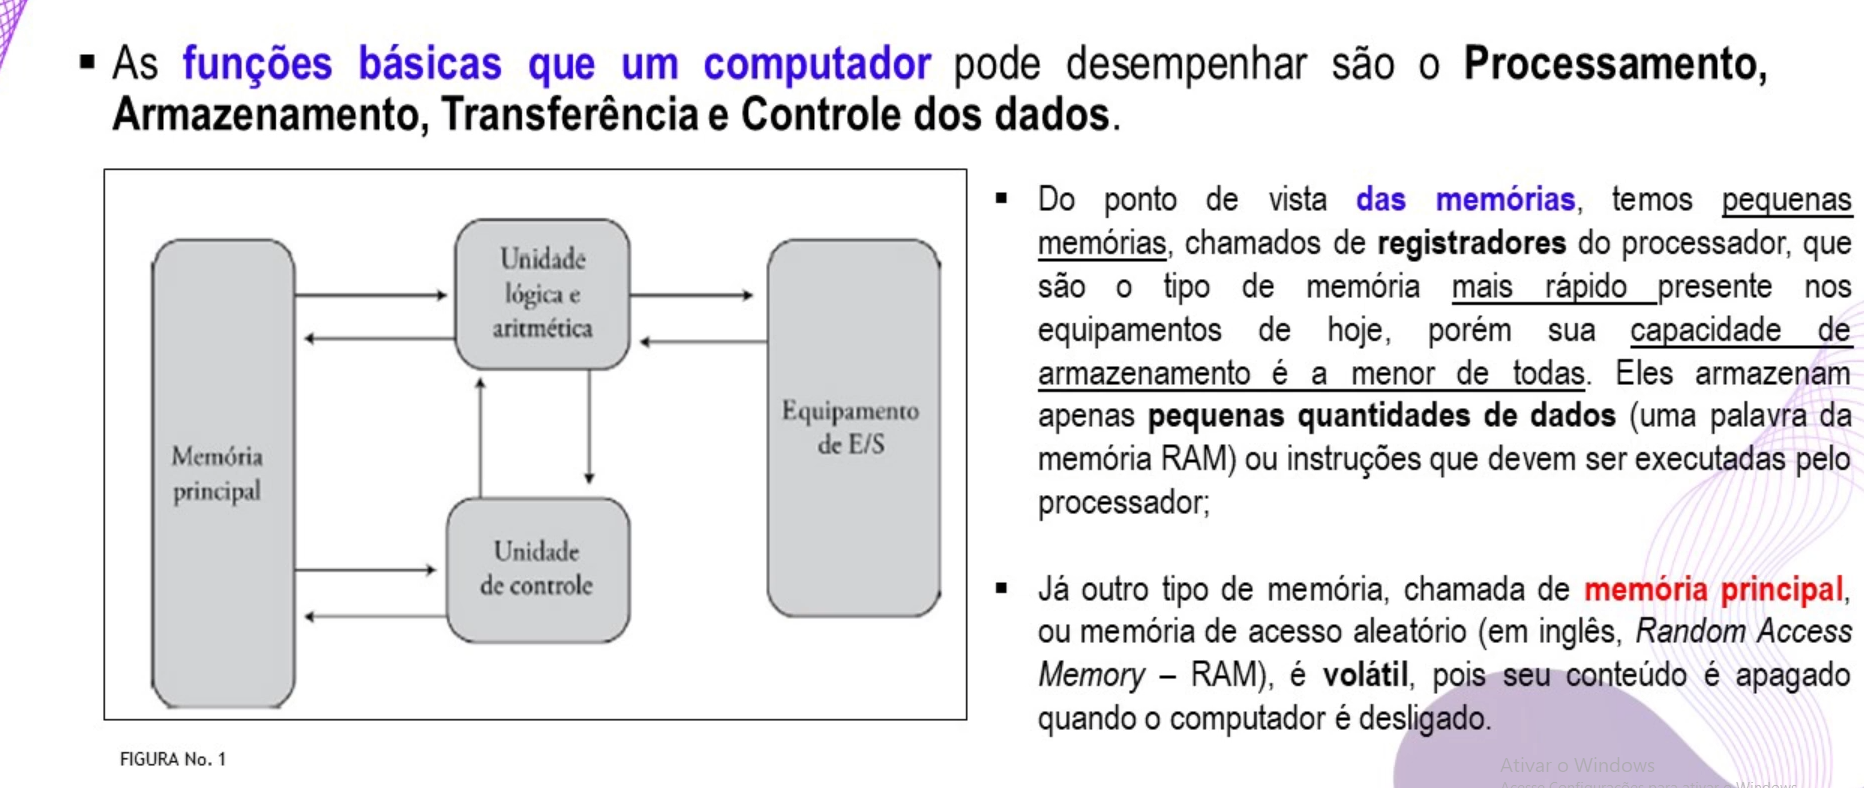 ▪ As funções básicas que um computador pode desempenhar são o Processamento,
Armazenamento, Transferência e Controle dos dados.
Memória
principal
Unidade
lógica e
aritmética
Unidade
de controle
Equipamento
de E/S
FIGURA No. 1
▪ Do ponto de vista das memórias, temos pequenas
memórias, chamados de registradores do processador, que
são o tipo de memória mais rápido presente nos
equipamentos de hoje, porém sua capacidade de
armazenamento é a menor de todas. Eles armazenam
apenas pequenas quantidades de dados (uma palavra da
memória RAM) ou instruções que devem ser executadas pelo
processador;
▪ Já outro tipo de memória, chamada de memória principal,
ou memória de acesso aleatório (em inglês, Random Access
Memory – RAM), é volátil, pois seu conteúdo é apagado
quando o computador é desligado.
Ativar o Windows